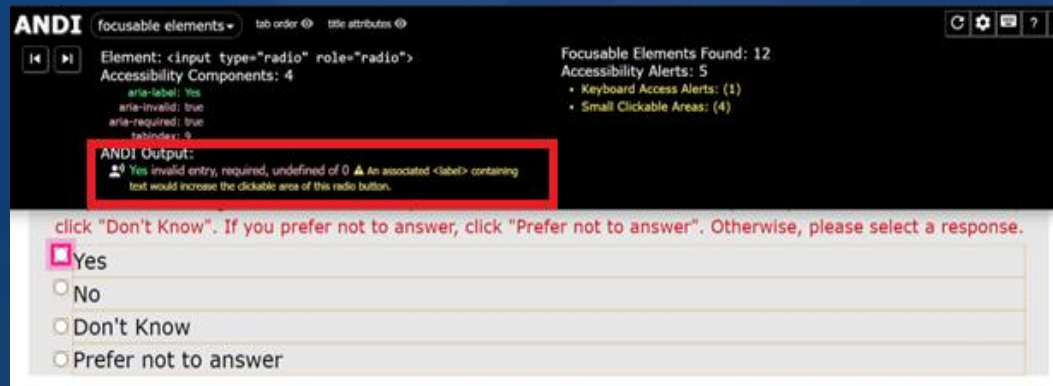 ANDI focusable elements tab order title attributes ?
Element: <input type="radio" role="radio">
Accessibility Components: 4
aria-label: Yes
aria-invalid: true
aria-required: true
tabindex: 9
ANDI Output:
Yes invalid entry, required, undefined of 0 An associated <label> containing
text would increase the clickable area of this radio button.
Focusable Elements Found: 12
Accessibility Alerts: 5
• Keyboard Access Alerts: (1)
• Small Clickable Areas: (4)
click "Don't Know". If you prefer not to answer, click "Prefer not to answer". Otherwise, please select a response.
Yes
No
Don't Know
Prefer not to answer